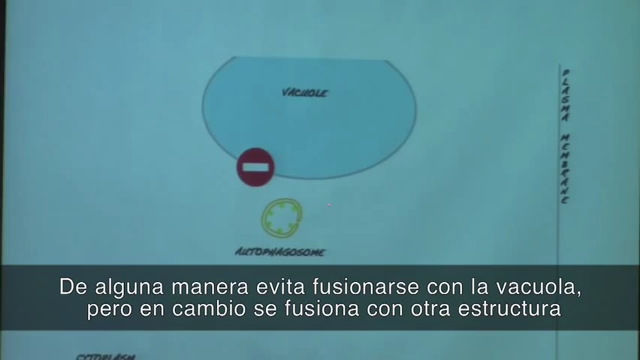 VACUOLE
PLASMA MEMBRANE
AUTOPHAGOSOME
De alguna manera evita fusionarse con la vacuola,
pero en cambio se fusiona con otra estructura
CYTOPLASM